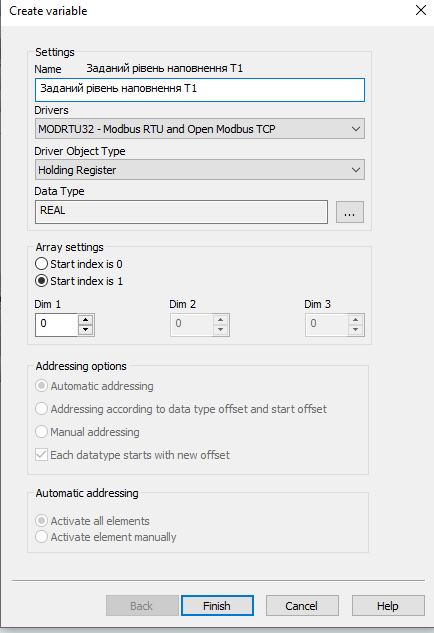 Create variable
Settings
Name Заданий рівень наповнення Т1
Заданий рівень наповнення Т1
Drivers
MODRTU32 - Modbus RTU and Open Modbus TCP
Driver Object Type
Holding Register
Data Type
REAL
...
Array settings
Start index is 0
Start index is 1
Dim 1 Dim 2 Dim 3
0 0 0
Addressing options
Automatic addressing
Addressing according to data type offset and start offset
Manual addressing
Each datatype starts with new offset
Automatic addressing
Activate all elements
Activate element manually
Back Finish Cancel Help